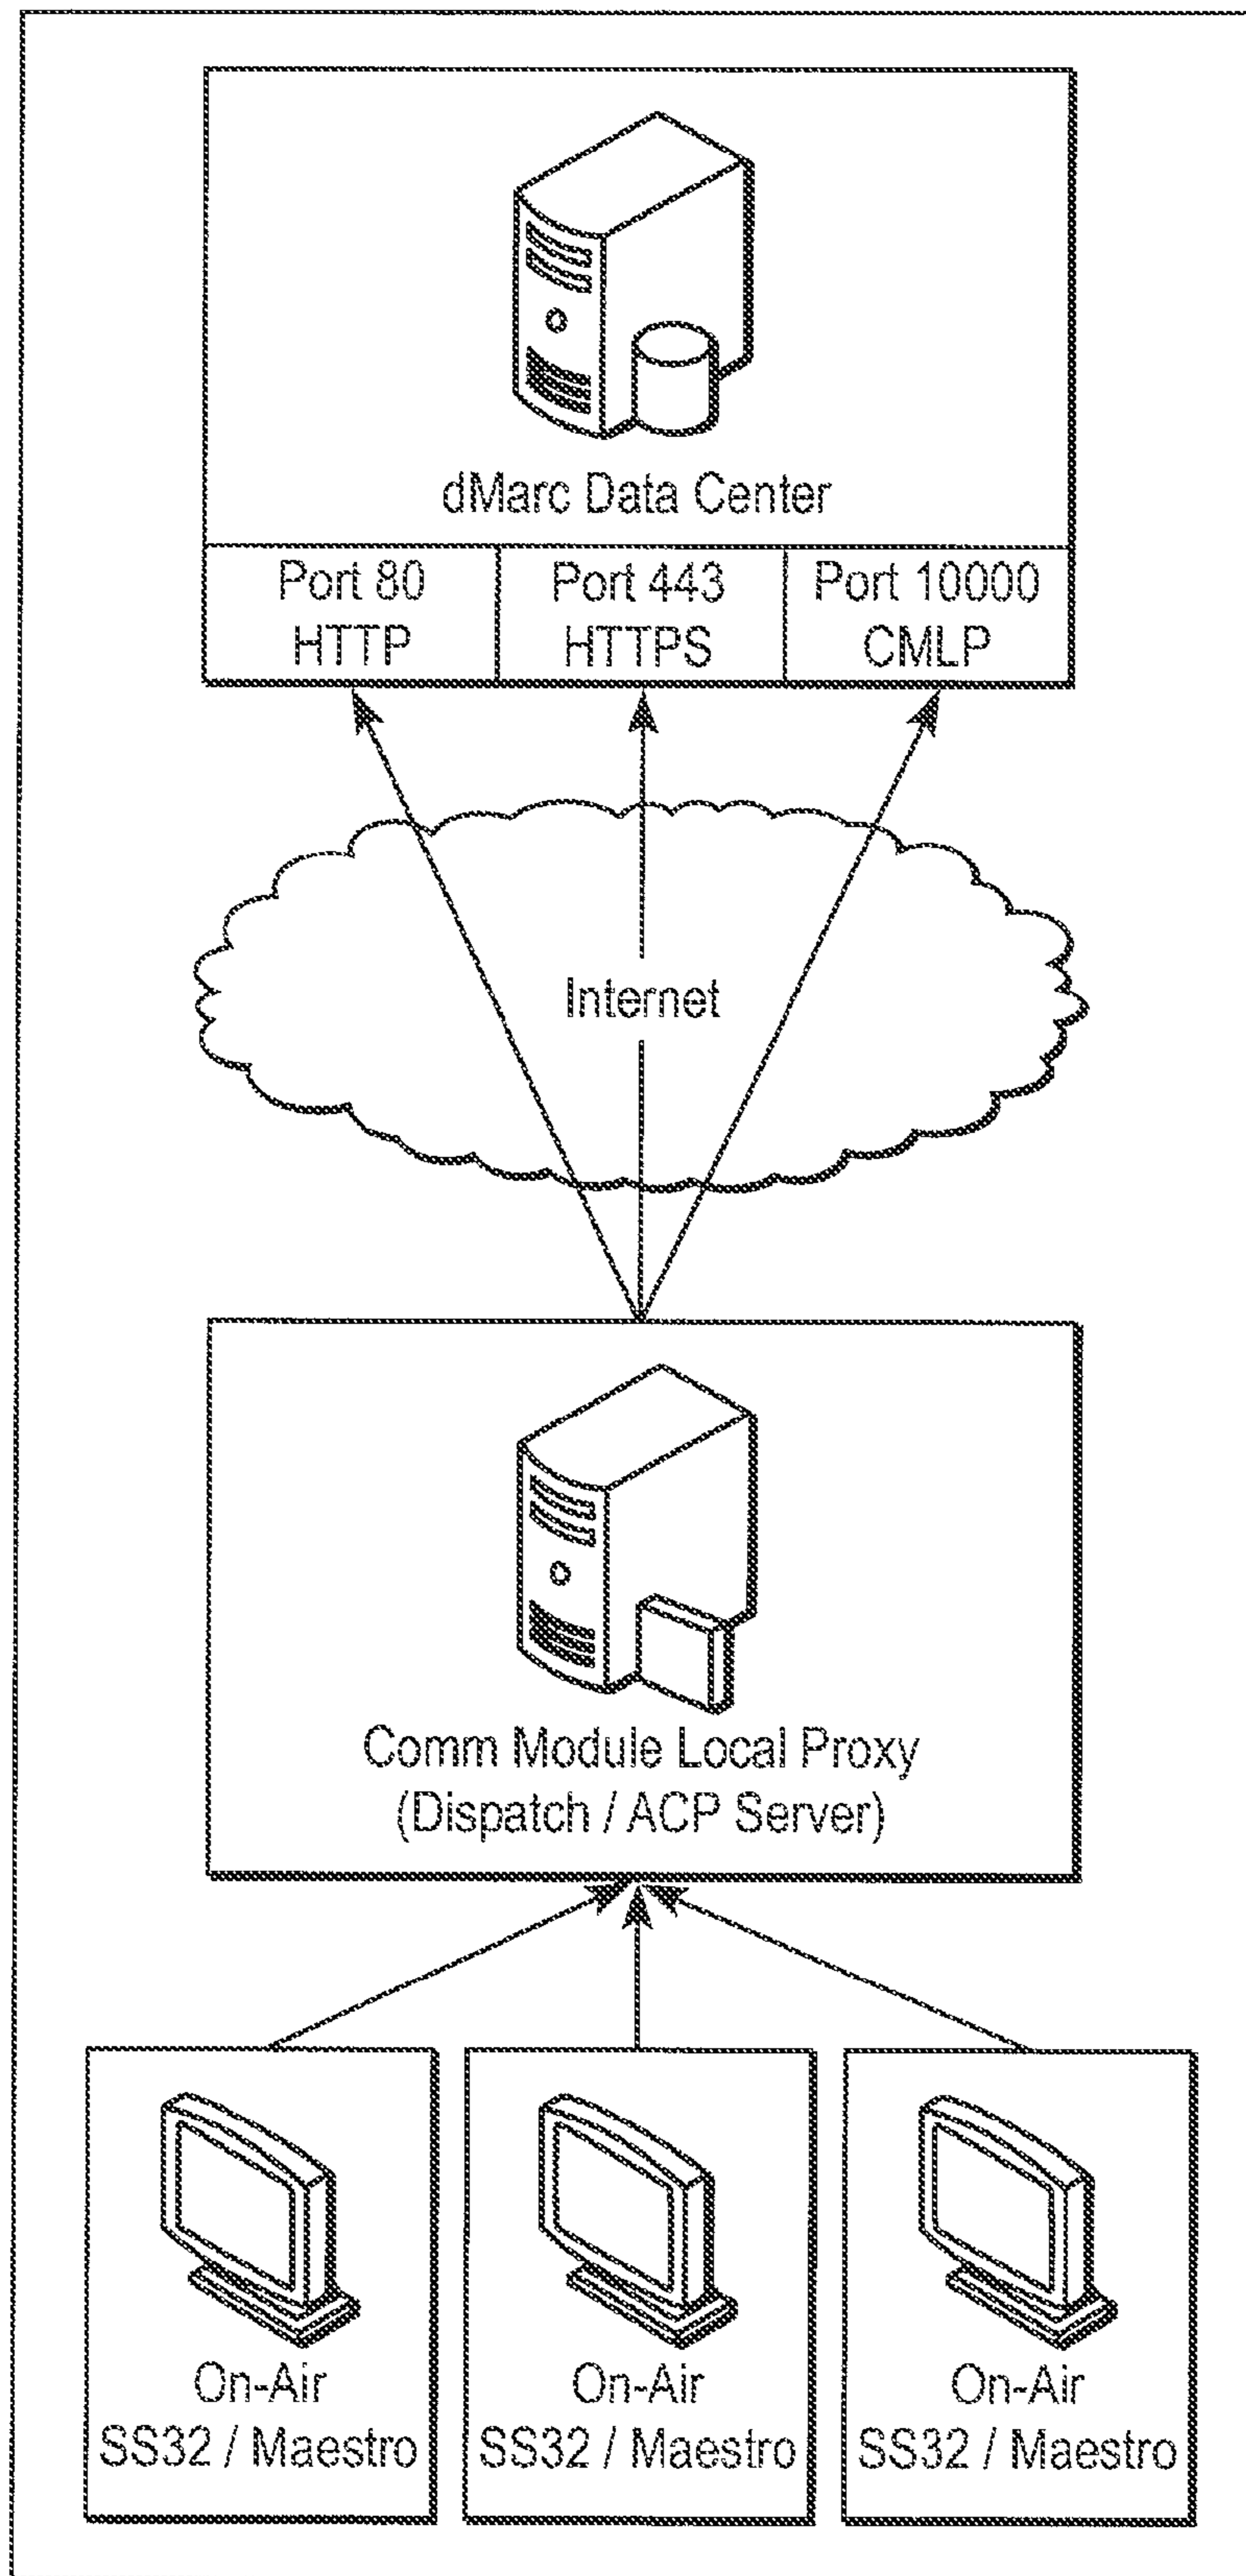 dMarc Data Center
Port 80
HTTP
Port 443
HTTPS
Port 10000
CMLP
Internet
Comm Module Local Proxy
(Dispatch / ACP Server)
On-Air
SS32 / Maestro
On-Air
SS32 / Maestro
On-Air
SS32 / Maestro